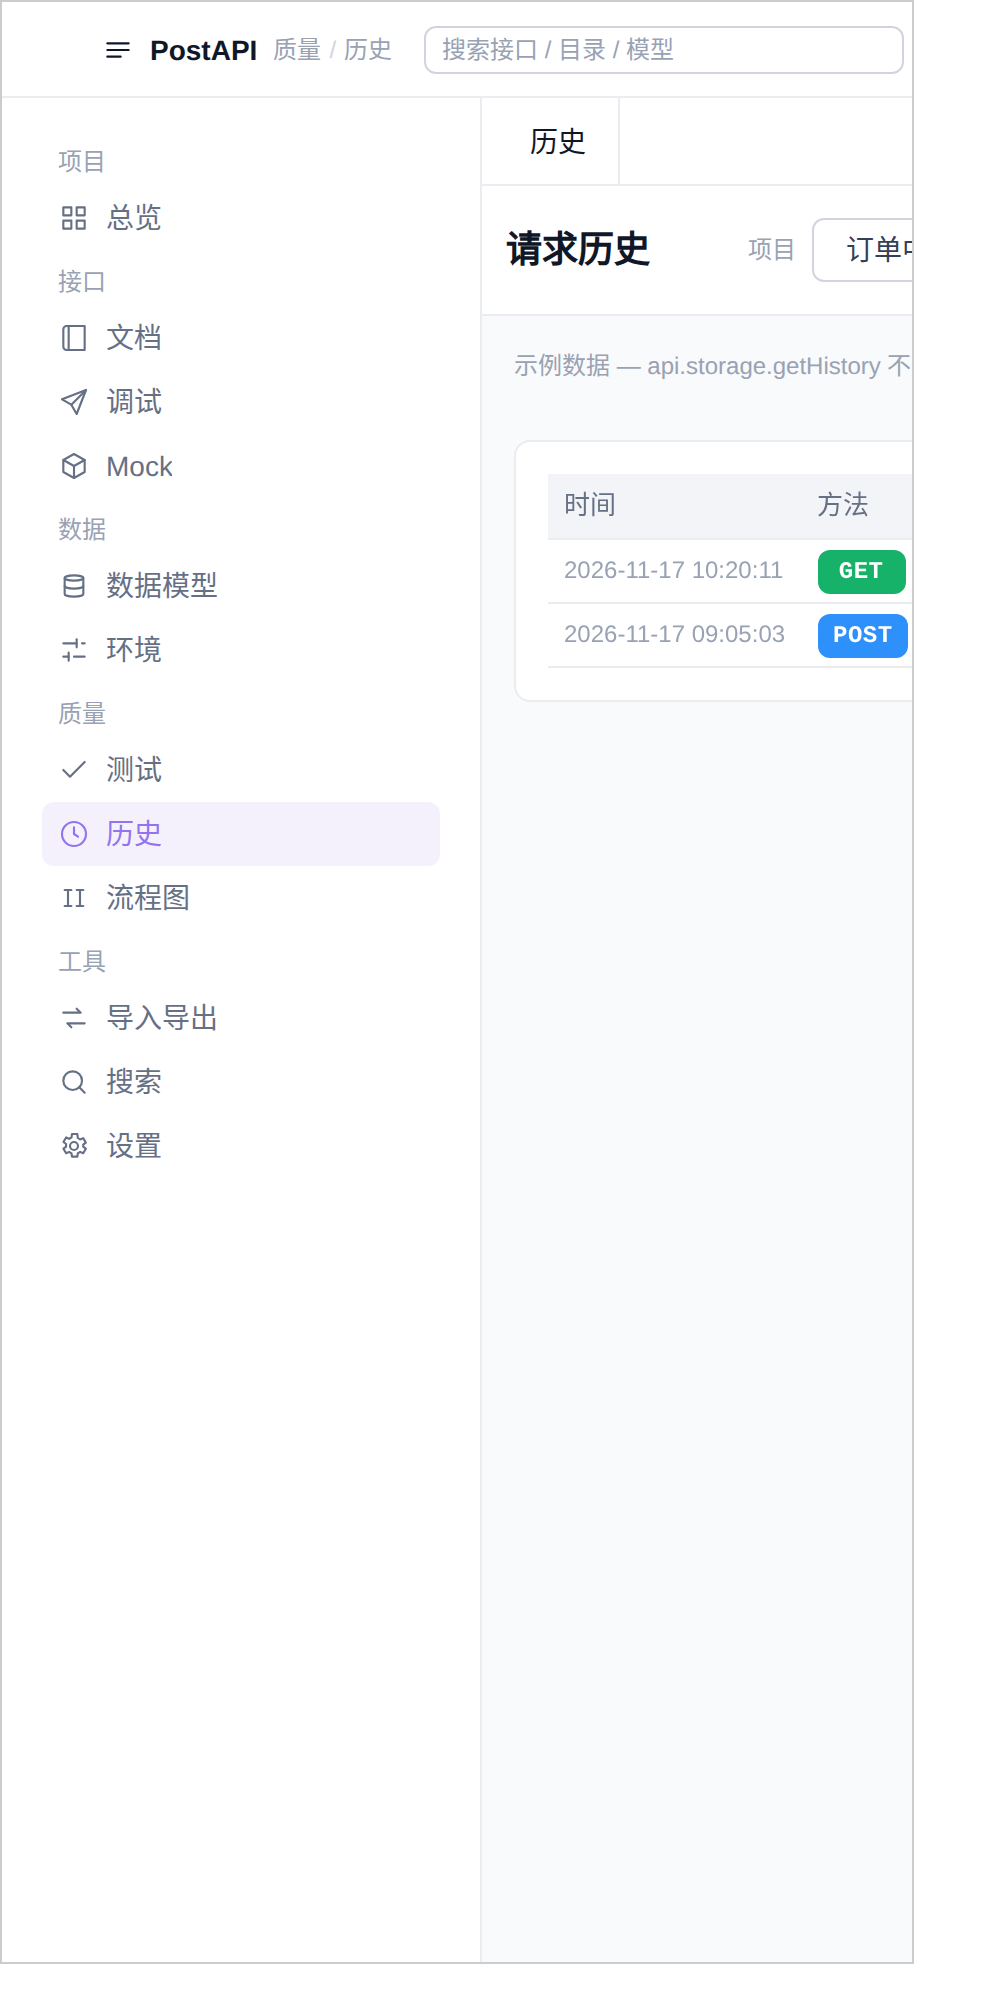 PostAPI 质量 / 历史 搜索接口 / 目录 / 模型
项目
总览
接口
文档
调试
Mock
数据
数据模型
环境
质量
测试
历史
流程图
工具
导入导出
搜索
设置
历史
请求历史 项目 订单
示例数据 — api.storage.getHistory 不
时间 方法
2026-11-17 10:20:11 GET
2026-11-17 09:05:03 POST